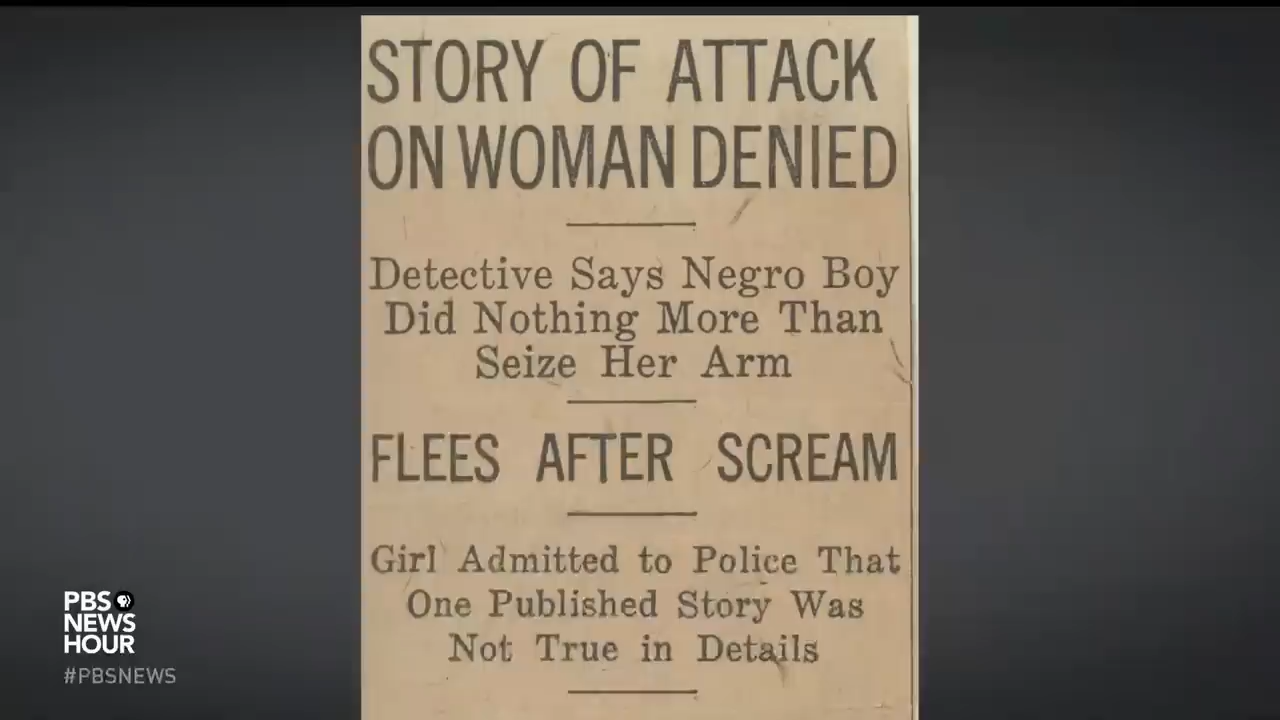 STORY OF ATTACK
ON WOMAN DENIED
Detective Says Negro Boy
Did Nothing More Than
Seize Her Arm
FLEES AFTER SCREAM
Girl Admitted to Police That
One Published Story Was
Not True in Details
PBS
NEWS
HOUR
#PBSNEWS